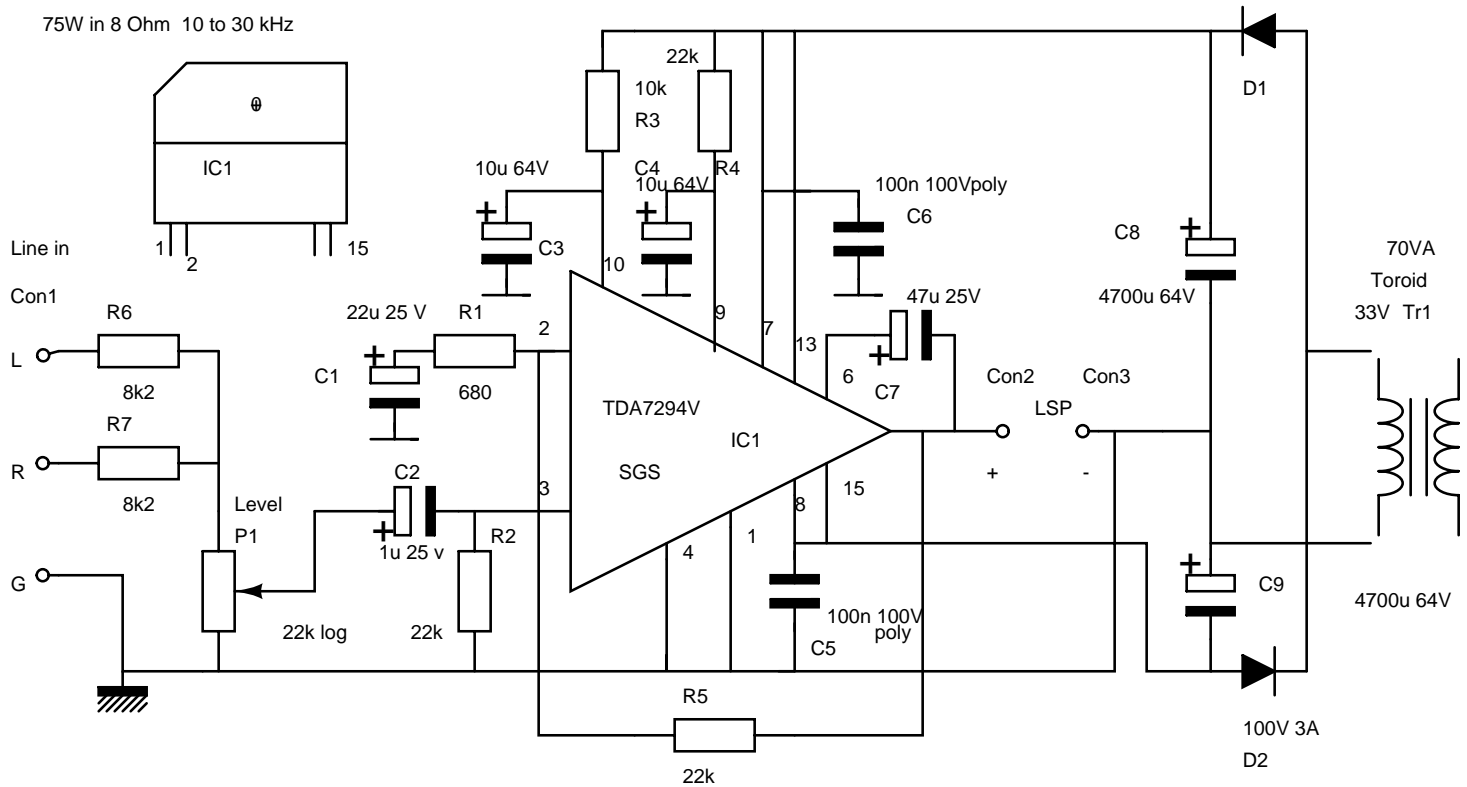 75W in 8 Ohm  10 to 30 kHz
IC1
1
2
15
Line in
Con1
L
R6
8k2
R
R7
8k2
G
Level
P1
22k log
22u 25 V
C1
R1
680
C2
1u 25 v
R2
22k
10u 64V
C3
10k
R3
C4
10u 64V
22k
R4
100n 100Vpoly
C6
47u 25V
C7
2
3
10
9
7
13
6
15
8
1
4
TDA7294V
IC1
SGS
100n 100V
poly
C5
R5
22k
Con2
Con3
LSP
+
-
C8
4700u 64V
C9
4700u 64V
D1
100V 3A
D2
70VA
Toroid
33V  Tr1